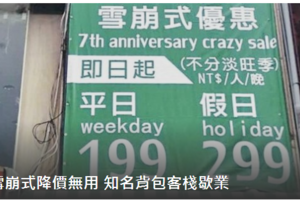 雪崩式優惠
7th anniversary crazy sale
即日起 (不分淡旺季)
NT$/人/晚
平日 假日
weekday holiday
199 299
雪崩式降價無用 知名背包客棧歇業